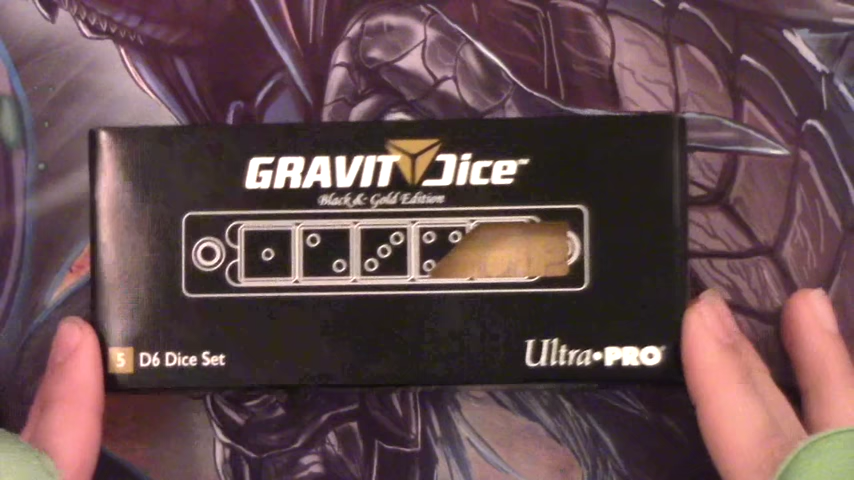 GRAVITY Dice™
Black & Gold Edition
5 D6 Dice Set
Ultra•PRO®